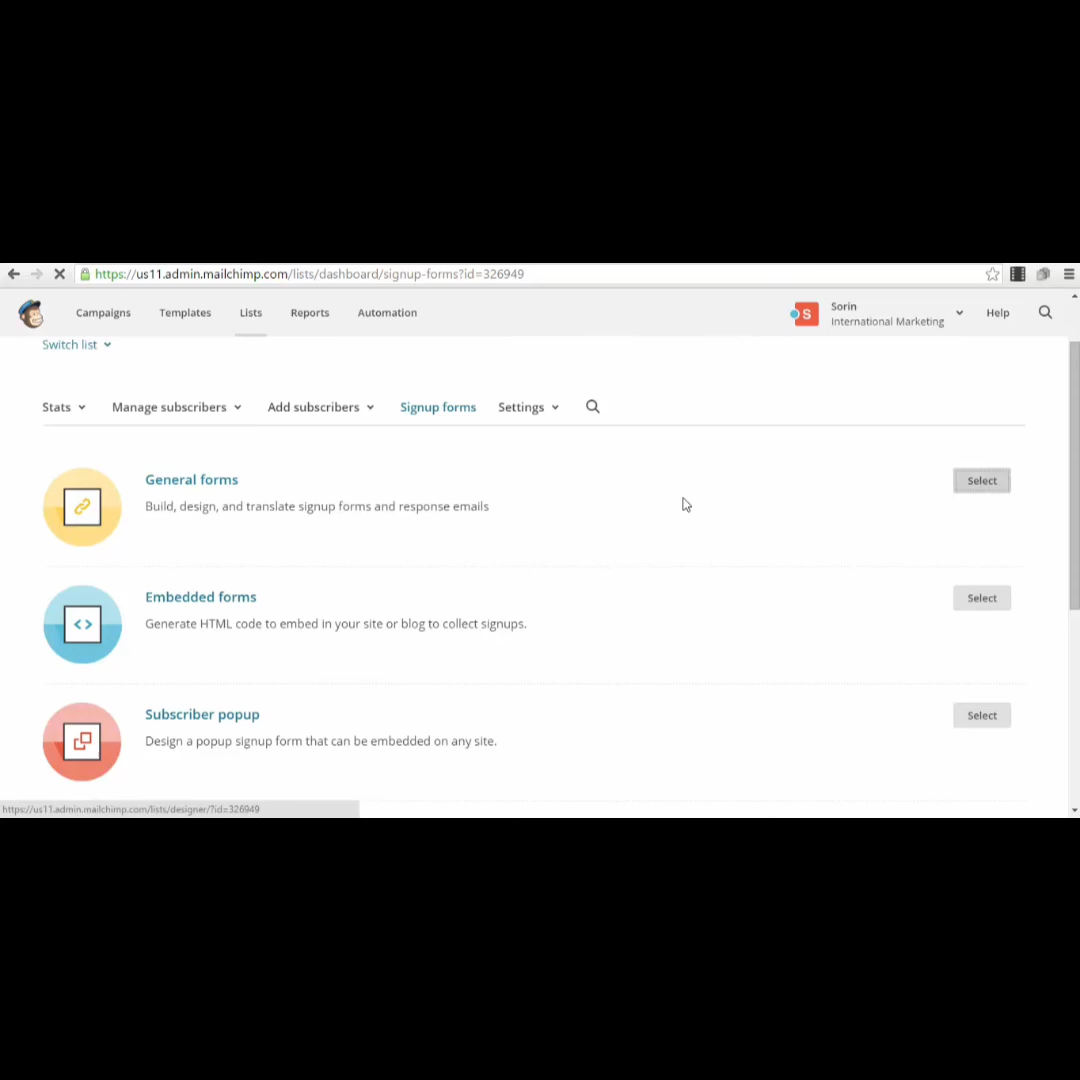 https://us11.admin.mailchimp.com/lists/dashboard/signup-forms?id=326949
Campaigns Templates Lists Reports Automation
S
Sorin
International Marketing
Help
Switch list
Stats Manage subscribers Add subscribers Signup forms Settings
General forms
Build, design, and translate signup forms and response emails
Select
Embedded forms
Generate HTML code to embed in your site or blog to collect signups.
Select
Subscriber popup
Design a popup signup form that can be embedded on any site.
Select
https://us11.admin.mailchimp.com/lists/designer/?id=326949